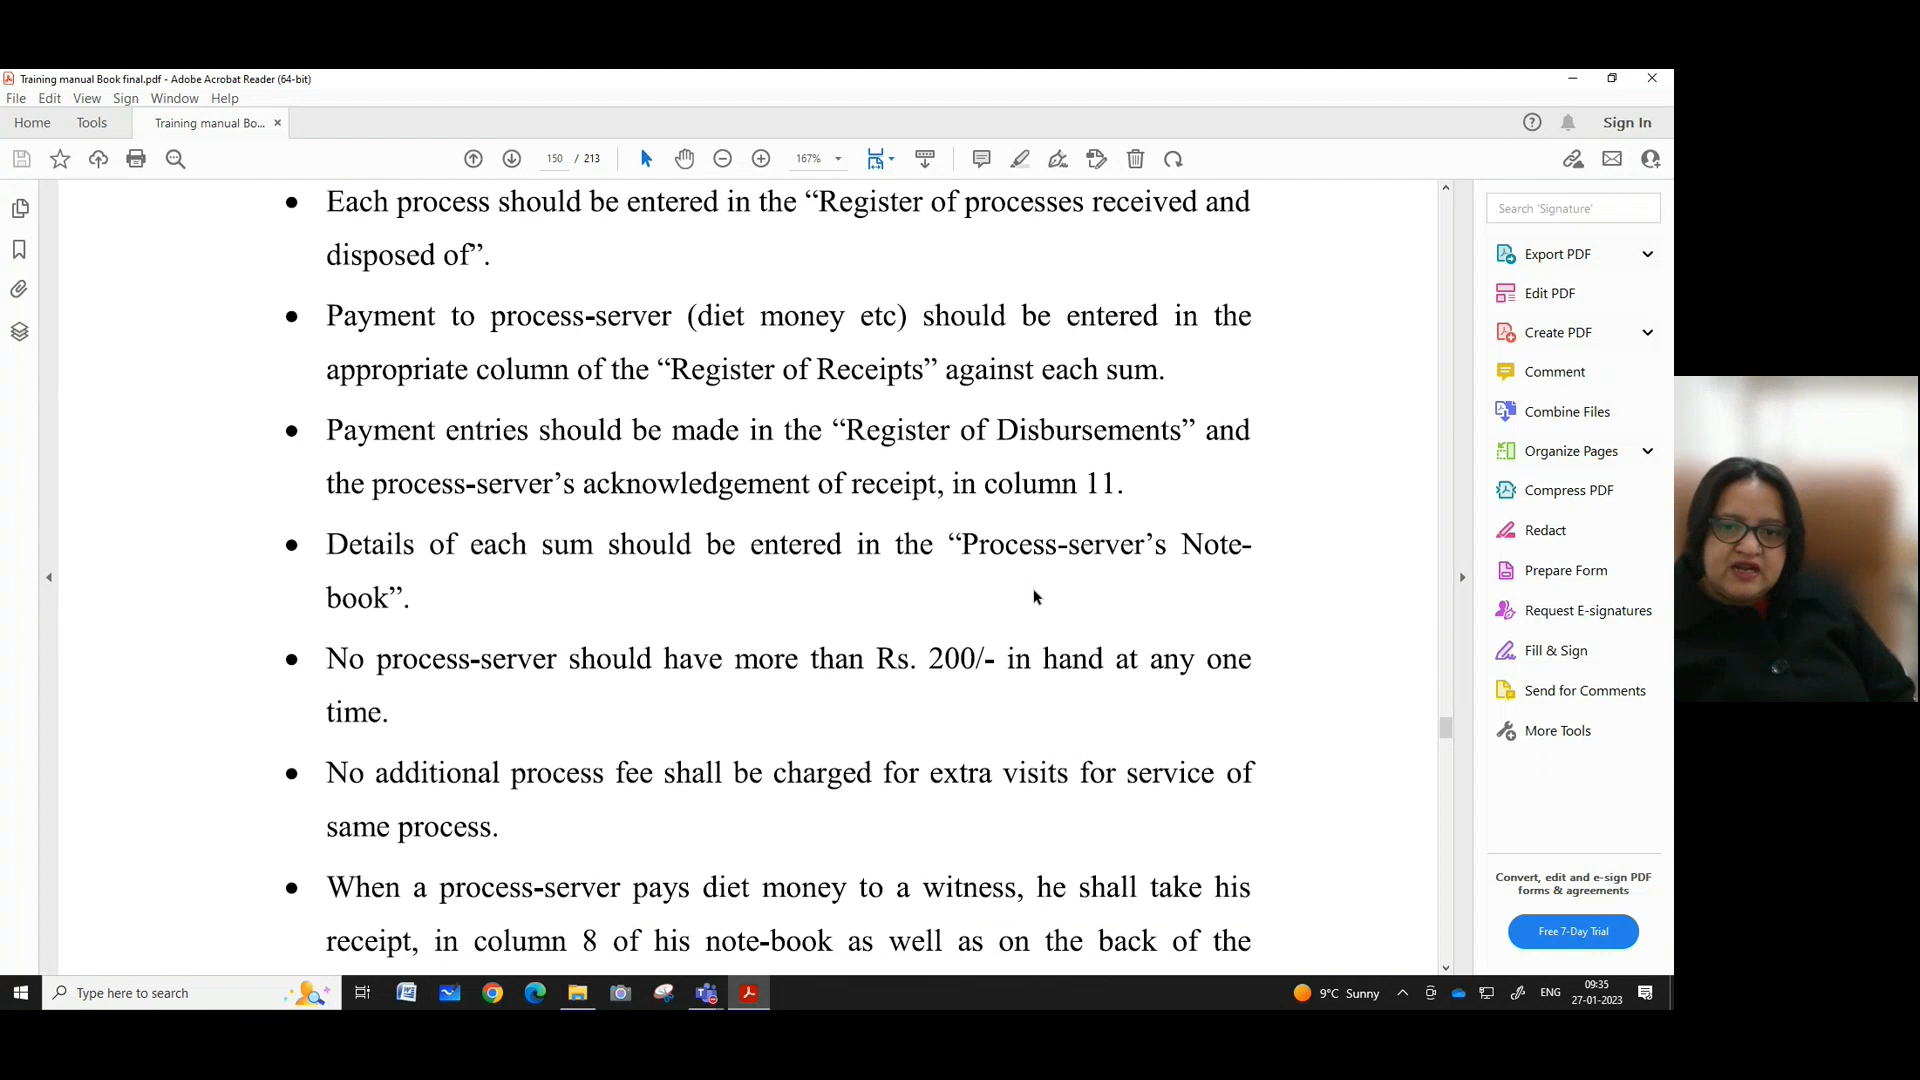 Training manual Book final.pdf - Adobe Acrobat Reader (64-bit)
File Edit View Sign Window Help
Home Tools Training manual Bo... × Sign In
150 / 213 167%
• Each process should be entered in the “Register of processes received and
disposed of”.
• Payment to process-server (diet money etc) should be entered in the
appropriate column of the “Register of Receipts” against each sum.
• Payment entries should be made in the “Register of Disbursements” and
the process-server’s acknowledgement of receipt, in column 11.
• Details of each sum should be entered in the “Process-server’s Note-
book”.
• No process-server should have more than Rs. 200/- in hand at any one
time.
• No additional process fee shall be charged for extra visits for service of
same process.
• When a process-server pays diet money to a witness, he shall take his
receipt, in column 8 of his note-book as well as on the back of the
Search 'Signature'
Export PDF
Edit PDF
Create PDF
Comment
Combine Files
Organize Pages
Compress PDF
Redact
Prepare Form
Request E-signatures
Fill & Sign
Send for Comments
More Tools
Convert, edit and e-sign PDF
forms & agreements
Free 7-Day Trial
Type here to search
9°C Sunny
ENG
09:35
27-01-2023